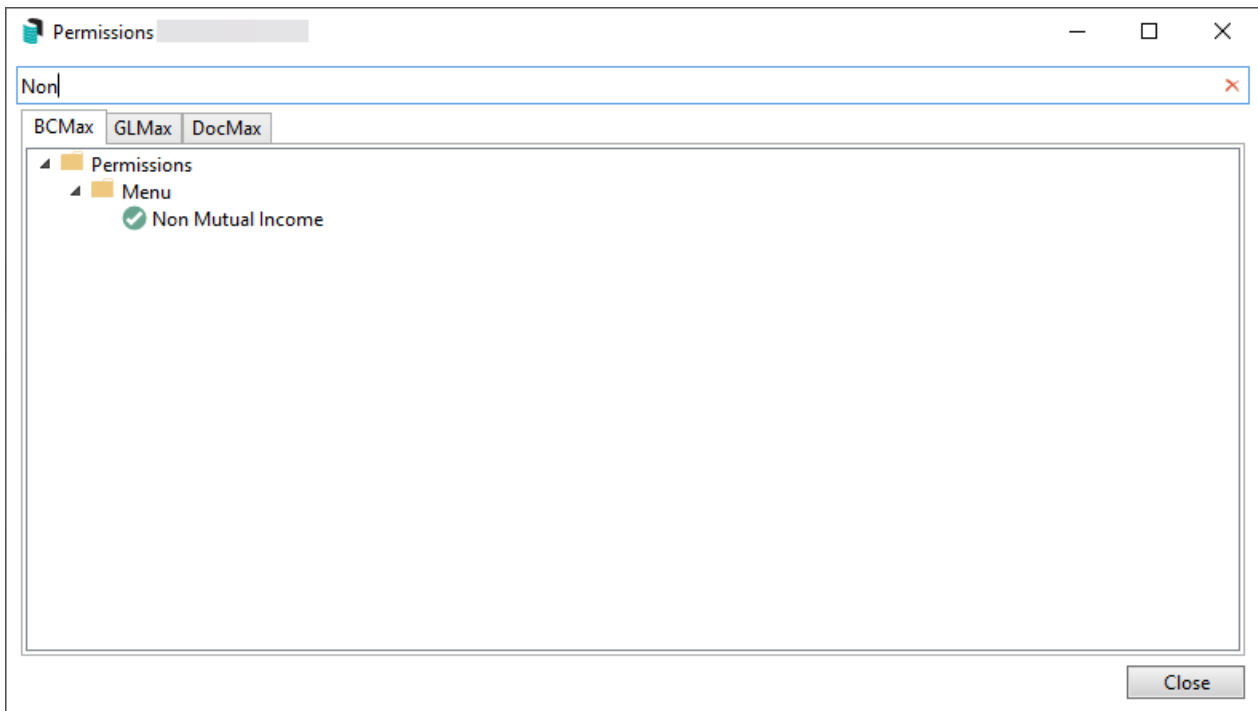 Permissions
Non
BCMax GLMax DocMax
Permissions
Menu
Non Mutual Income
Close